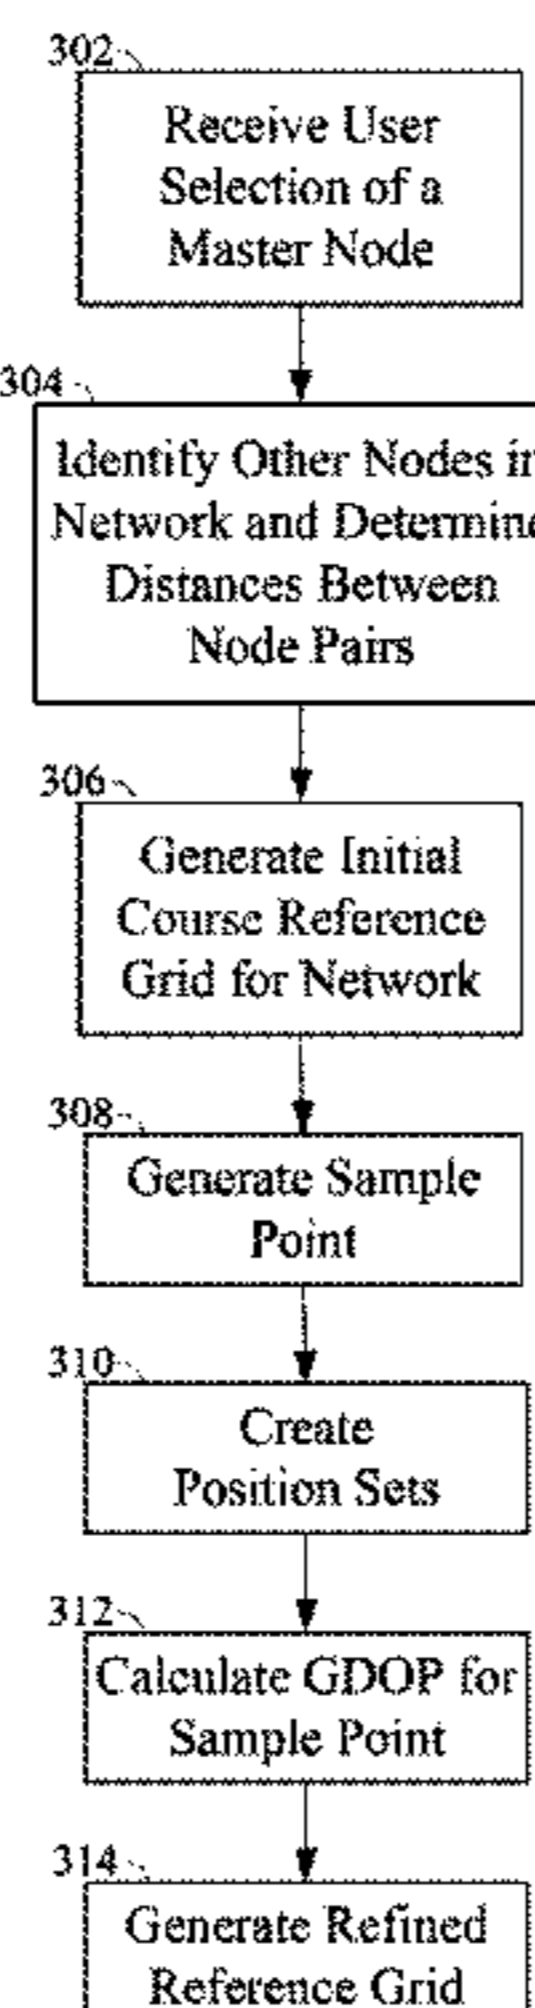 302
Receive User
Selection of a
Master Node
304
Identify Other Nodes in
Network and Determine
Distances Between
Node Pairs
306
Generate Initial
Course Reference
Grid for Network
308
Generate Sample
Point
310
Create
Position Sets
312
Calculate GDOP for
Sample Point
314
Generate Refined
Reference Grid